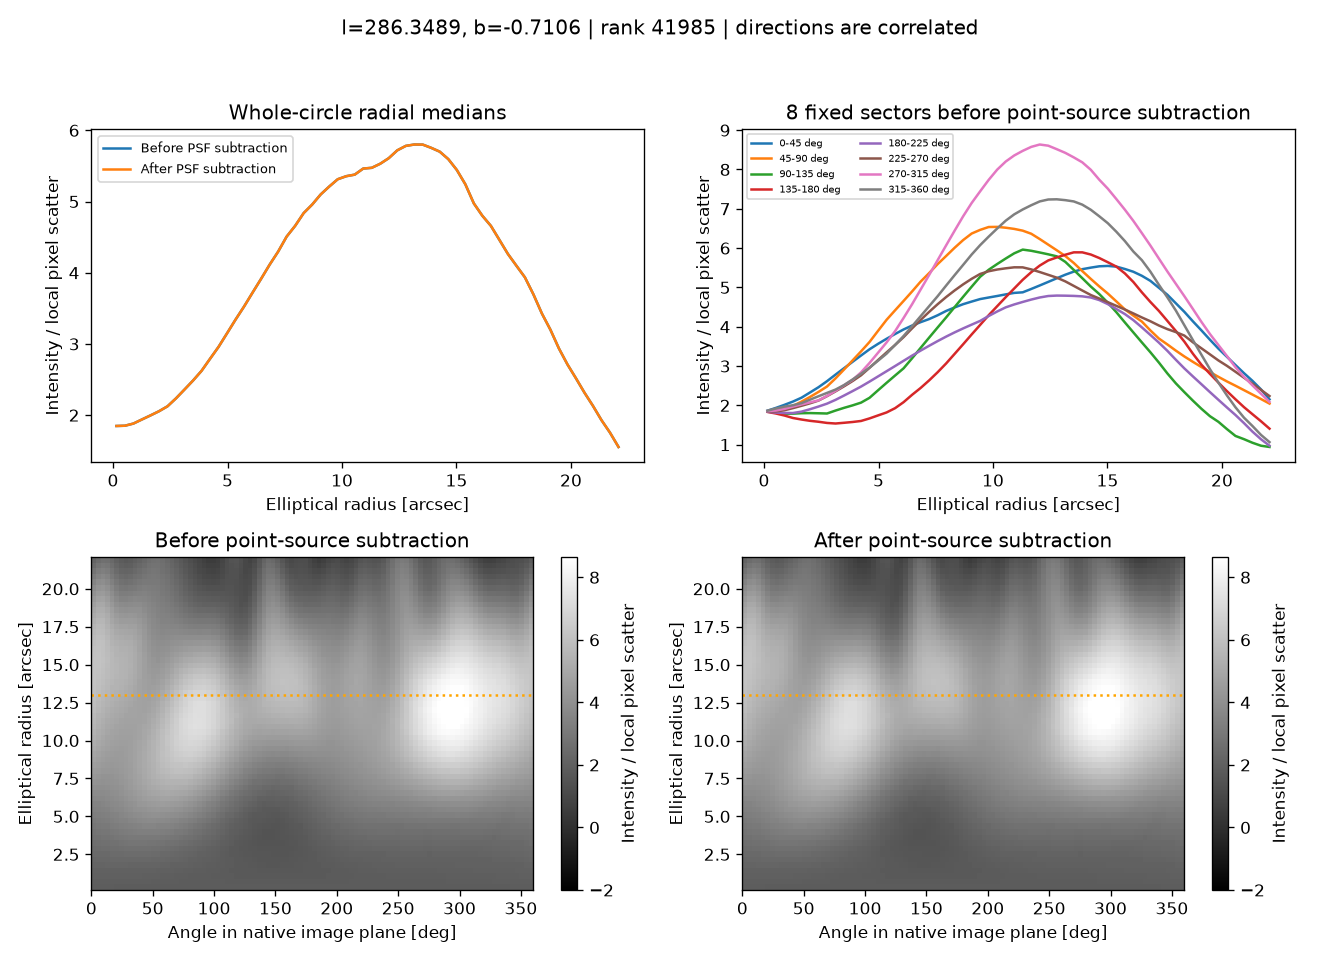 l=286.3489, b=-0.7106 | rank 41985 | directions are correlated
Whole-circle radial medians
Before PSF subtraction
After PSF subtraction
6
5
4
3
2
Intensity / local pixel scatter
0
5
10
15
20
Elliptical radius [arcsec]
8 fixed sectors before point-source subtraction
0-45 deg
45-90 deg
90-135 deg
135-180 deg
180-225 deg
225-270 deg
270-315 deg
315-360 deg
9
8
7
6
5
4
3
2
1
Intensity / local pixel scatter
0
5
10
15
20
Elliptical radius [arcsec]
Before point-source subtraction
20.0
17.5
15.0
12.5
10.0
7.5
5.0
2.5
Elliptical radius [arcsec]
0
50
100
150
200
250
300
350
Angle in native image plane [deg]
8
6
4
2
0
−2
Intensity / local pixel scatter
After point-source subtraction
20.0
17.5
15.0
12.5
10.0
7.5
5.0
2.5
Elliptical radius [arcsec]
0
50
100
150
200
250
300
350
Angle in native image plane [deg]
8
6
4
2
0
−2
Intensity / local pixel scatter